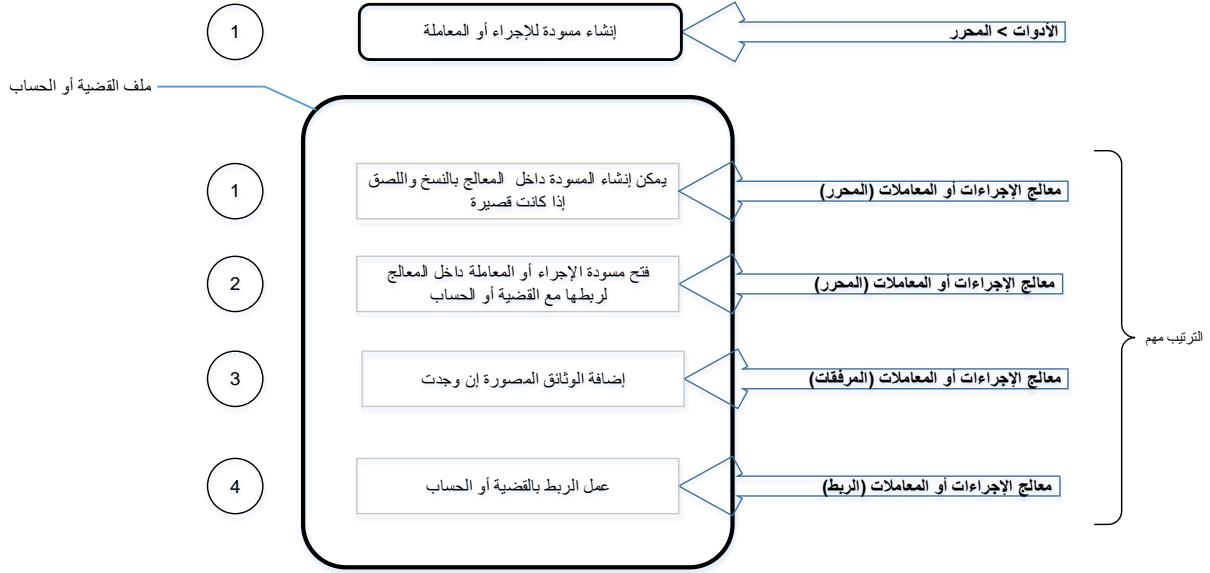 الأدوات > المحرر
إنشاء مسودة للإجراء أو المعاملة
1
ملف القضية أو الحساب
معالج الإجراءات أو المعاملات (المحرر)
يمكن إنشاء المسودة داخل المعالج بالنسخ واللصق
إذا كانت قصيرة
1
معالج الإجراءات أو المعاملات (المحرر)
فتح مسودة الإجراء أو المعاملة داخل المعالج
لربطها مع القضية أو الحساب
2
الترتيب مهم
معالج الإجراءات أو المعاملات (المرفقات)
إضافة الوثائق المصورة إن وجدت
3
معالج الإجراءات أو المعاملات (الربط)
عمل الربط بالقضية أو الحساب
4